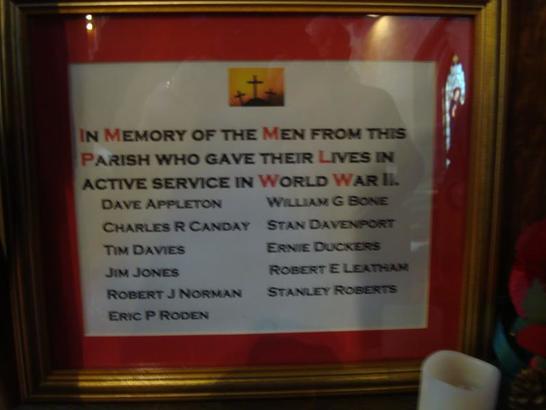 In Memory of the Men from this
Parish who gave their Lives in
active service in World War II.
Dave Appleton William G Bone
Charles R Canday Stan Davenport
Tim Davies Ernie Duckers
Jim Jones Robert E Leatham
Robert J Norman Stanley Roberts
Eric P Roden